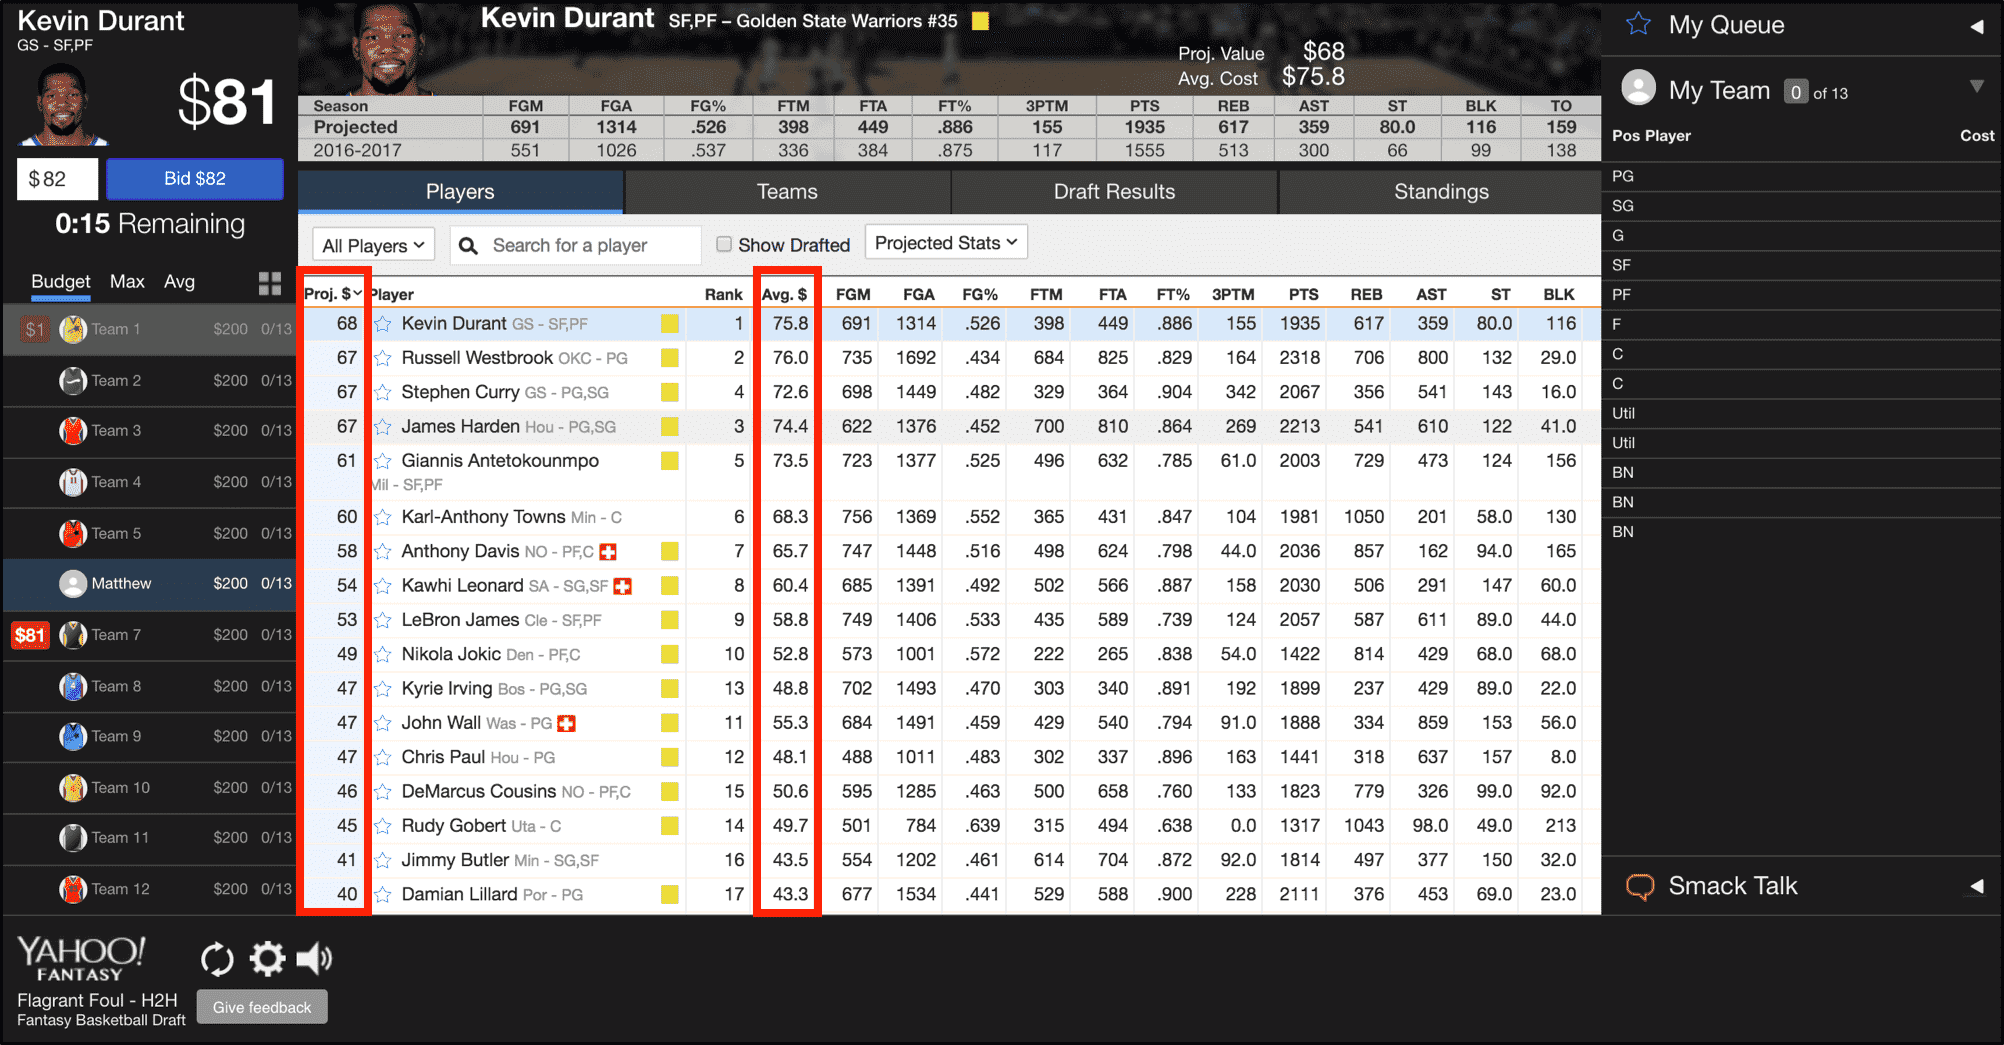 Kevin Durant
GS - SF,PF
$81
$ 82
Bid $82
0:15 Remaining
Budget Max Avg
$1 Team 1 $200 0/13
Team 2 $200 0/13
Team 3 $200 0/13
Team 4 $200 0/13
Team 5 $200 0/13
Matthew $200 0/13
$81 Team 7 $200 0/13
Team 8 $200 0/13
Team 9 $200 0/13
Team 10 $200 0/13
Team 11 $200 0/13
Team 12 $200 0/13
YAHOO!
FANTASY
Flagrant Foul - H2H
Fantasy Basketball Draft
Give feedback
Kevin Durant SF,PF – Golden State Warriors #35
Proj. Value $68
Avg. Cost $75.8
Season FGM FGA FG% FTM FTA FT% 3PTM PTS REB AST ST BLK TO
Projected 691 1314 .526 398 449 .886 155 1935 617 359 80.0 116 159
2016-2017 551 1026 .537 336 384 .875 117 1555 513 300 66 99 138
Players Teams Draft Results Standings
All Players Search for a player Show Drafted Projected Stats
Proj. $ Player Rank Avg. $ FGM FGA FG% FTM FTA FT% 3PTM PTS REB AST ST BLK
68 Kevin Durant GS - SF,PF 1 75.8 691 1314 .526 398 449 .886 155 1935 617 359 80.0 116
67 Russell Westbrook OKC - PG 2 76.0 735 1692 .434 684 825 .829 164 2318 706 800 132 29.0
67 Stephen Curry GS - PG,SG 4 72.6 698 1449 .482 329 364 .904 342 2067 356 541 143 16.0
67 James Harden Hou - PG,SG 3 74.4 622 1376 .452 700 810 .864 269 2213 541 610 122 41.0
61 Giannis Antetokounmpo 5 73.5 723 1377 .525 496 632 .785 61.0 2003 729 473 124 156
Mil - SF,PF
60 Karl-Anthony Towns Min - C 6 68.3 756 1369 .552 365 431 .847 104 1981 1050 201 58.0 130
58 Anthony Davis NO - PF,C 7 65.7 747 1448 .516 498 624 .798 44.0 2036 857 162 94.0 165
54 Kawhi Leonard SA - SG,SF 8 60.4 685 1391 .492 502 566 .887 158 2030 506 291 147 60.0
53 LeBron James Cle - SF,PF 9 58.8 749 1406 .533 435 589 .739 124 2057 587 611 89.0 44.0
49 Nikola Jokic Den - PF,C 10 52.8 573 1001 .572 222 265 .838 54.0 1422 814 429 68.0 68.0
47 Kyrie Irving Bos - PG,SG 13 48.8 702 1493 .470 303 340 .891 192 1899 237 429 89.0 22.0
47 John Wall Was - PG 11 55.3 684 1491 .459 429 540 .794 91.0 1888 334 859 153 56.0
47 Chris Paul Hou - PG 12 48.1 488 1011 .483 302 337 .896 163 1441 318 637 157 8.0
46 DeMarcus Cousins NO - PF,C 15 50.6 595 1285 .463 500 658 .760 133 1823 779 326 99.0 92.0
45 Rudy Gobert Uta - C 14 49.7 501 784 .639 315 494 .638 0.0 1317 1043 98.0 49.0 213
41 Jimmy Butler Min - SG,SF 16 43.5 554 1202 .461 614 704 .872 92.0 1814 497 377 150 32.0
40 Damian Lillard Por - PG 17 43.3 677 1534 .441 529 588 .900 228 2111 376 453 69.0 23.0
My Queue
My Team 0 of 13
Pos Player Cost
PG
SG
G
SF
PF
F
C
C
Util
Util
BN
BN
BN
Smack Talk